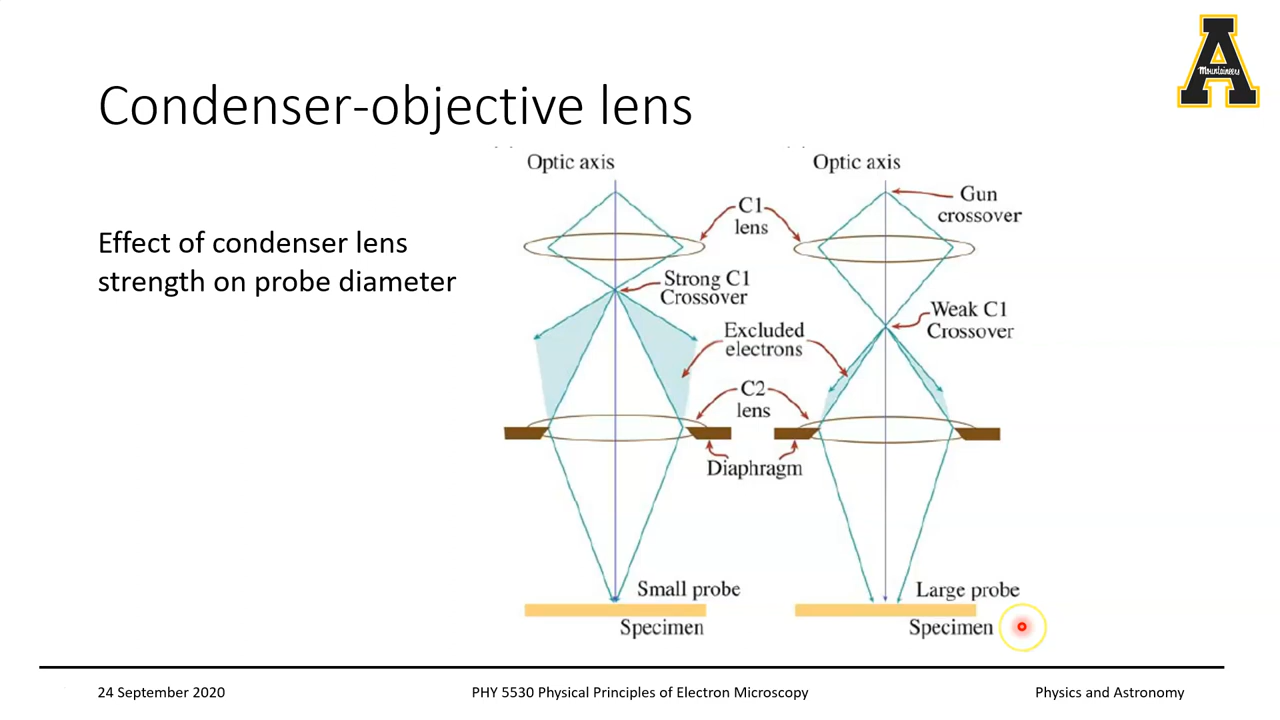 Mountaineers
Condenser-objective lens
Effect of condenser lens
strength on probe diameter
Optic axis
Optic axis
C1
lens
Gun
crossover
Strong C1
Crossover
Weak C1
Crossover
Excluded
electrons
C2
lens
Diaphragm
Small probe
Large probe
Specimen
Specimen
24 September 2020
PHY 5530 Physical Principles of Electron Microscopy
Physics and Astronomy